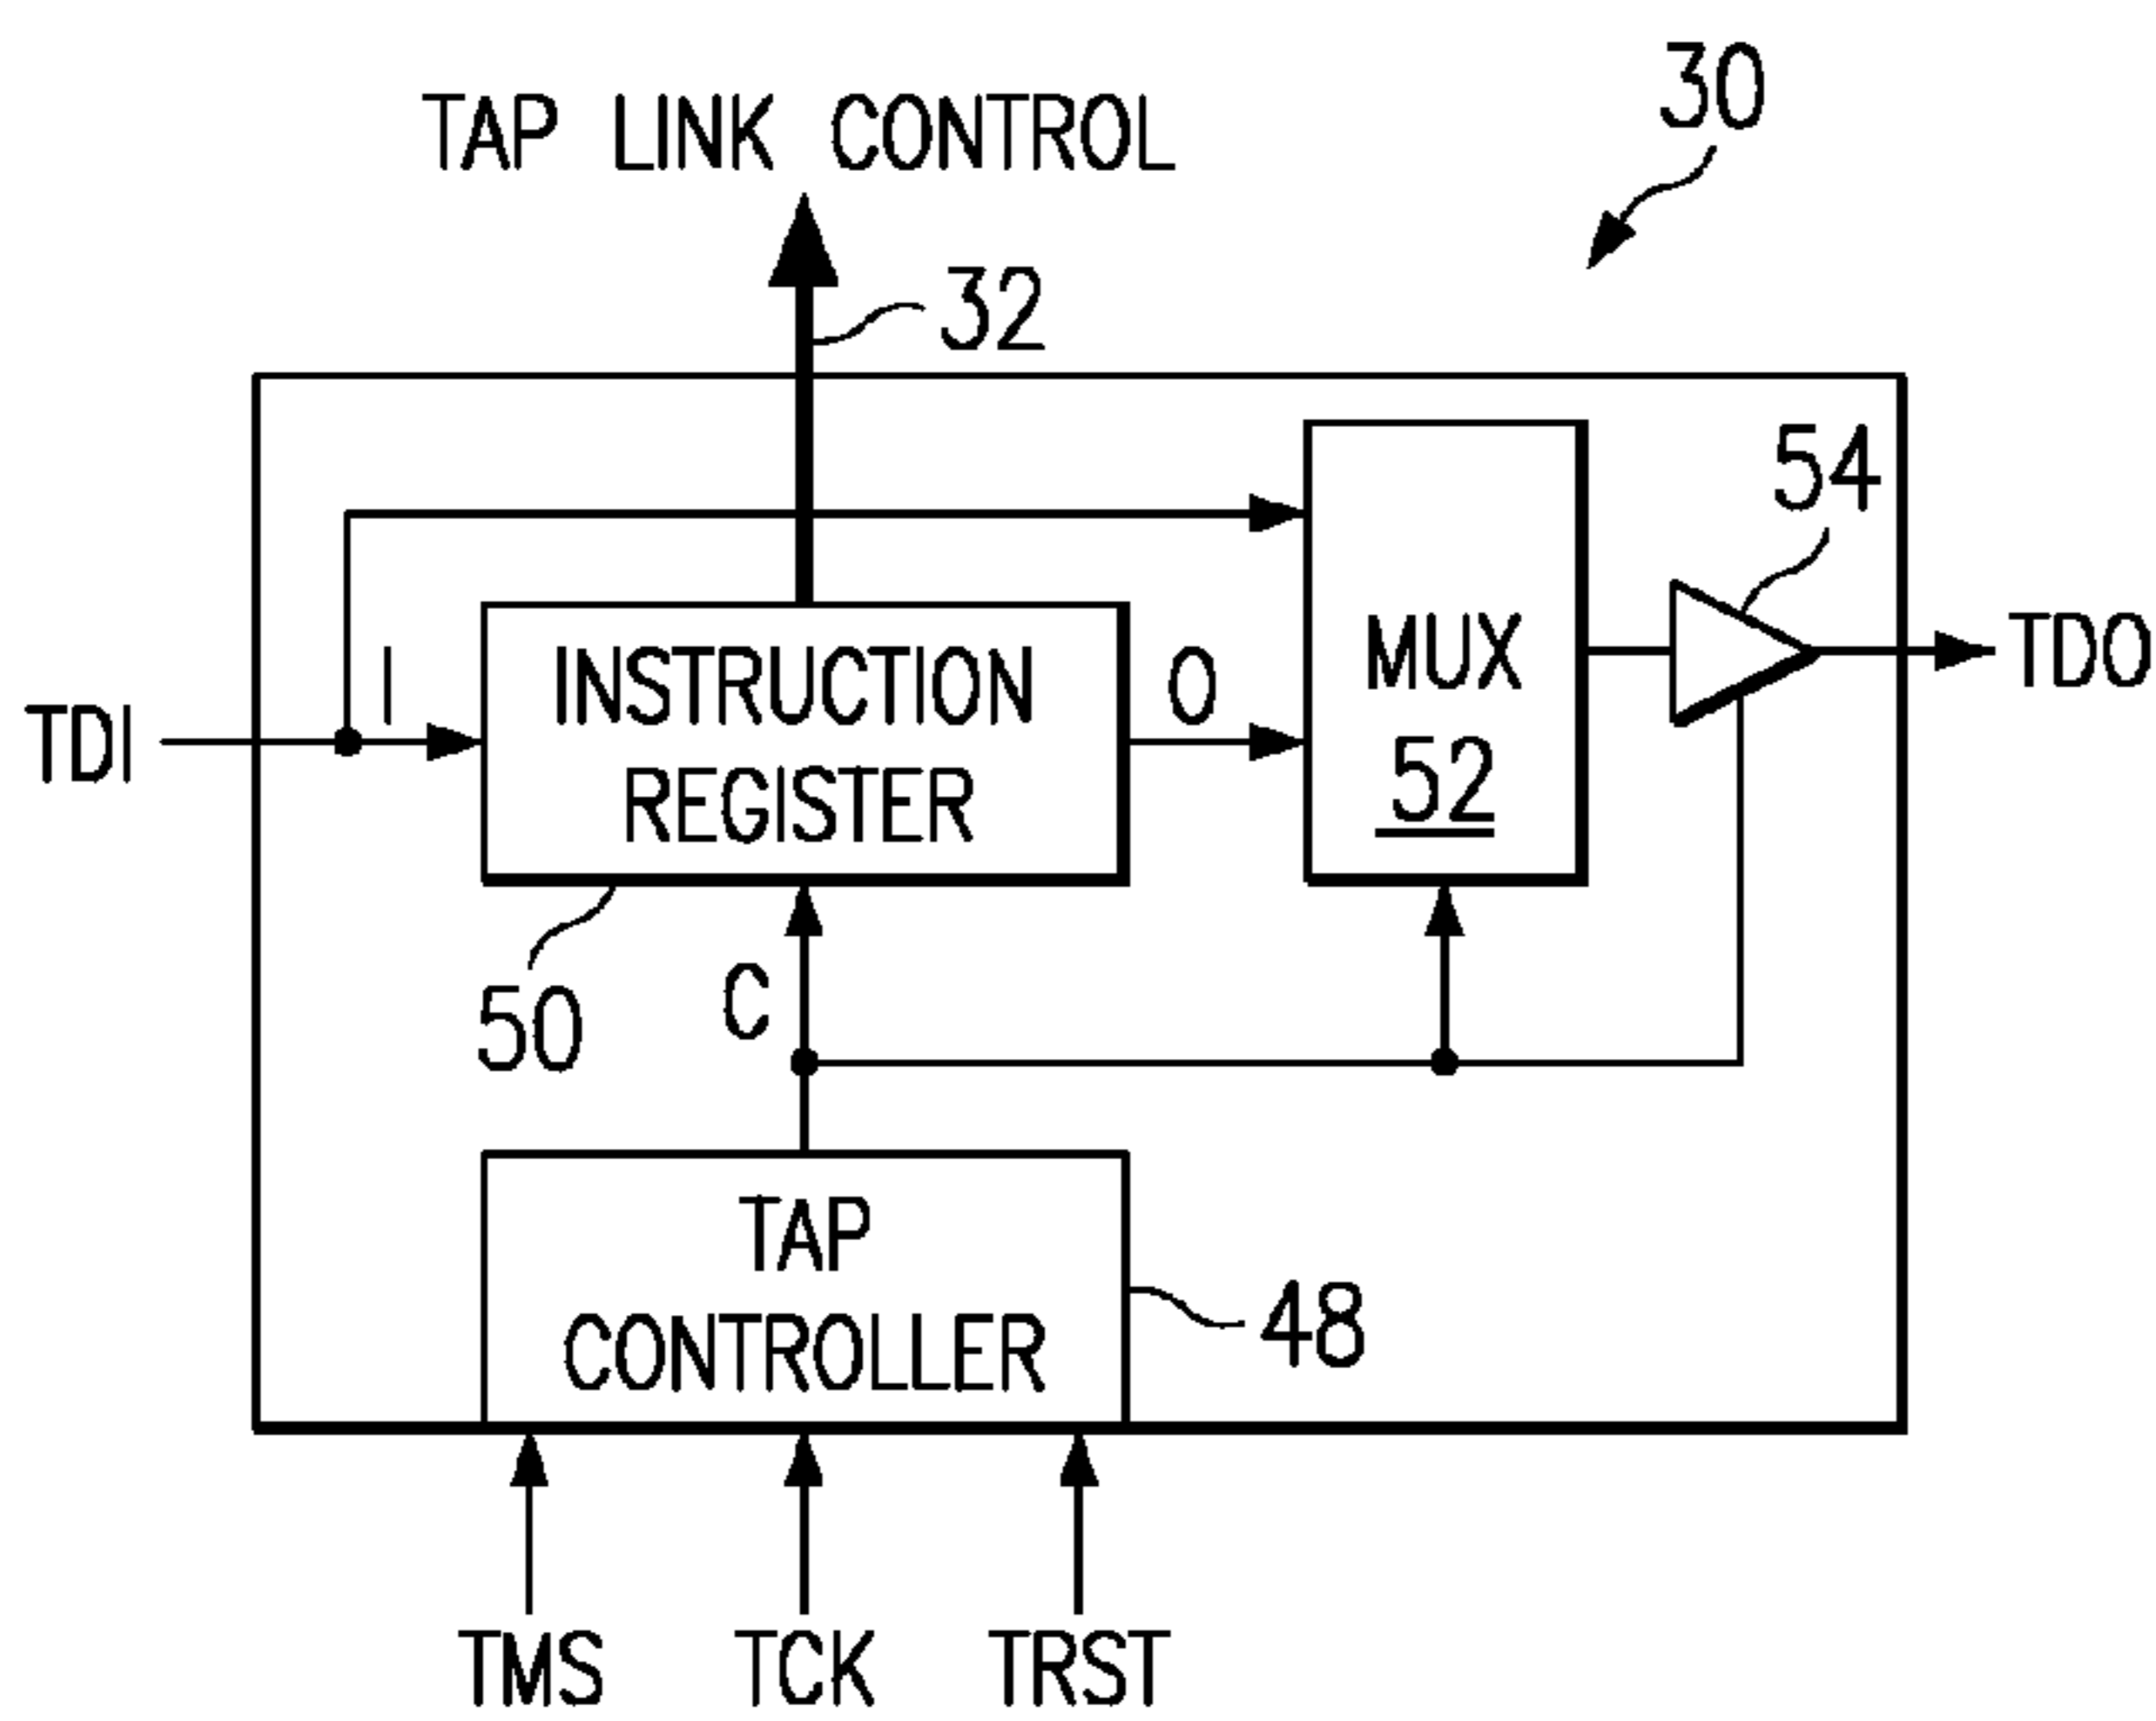 30
TAP LINK CONTROL
32
54
I
INSTRUCTION
REGISTER
O
MUX
52
TDI
TDO
50
C
TAP
CONTROLLER
48
TMS
TCK
TRST